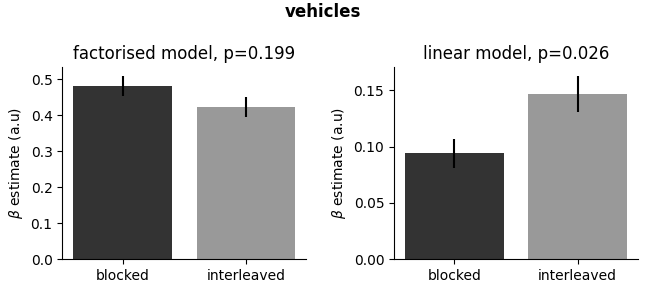 vehicles
factorised model, p=0.199
β estimate (a.u)
0.5
0.4
0.3
0.2
0.1
0.0
blocked interleaved
linear model, p=0.026
β estimate (a.u)
0.15
0.10
0.05
0.00
blocked interleaved